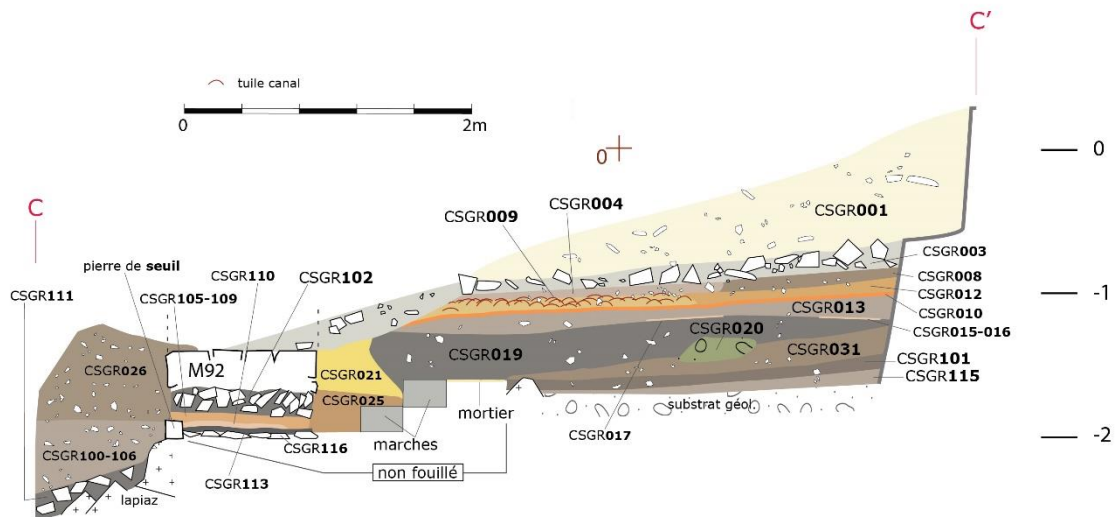 C’
tuile canal
0 2m
0
0
C
CSGR001
CSGR009 CSGR004
CSGR003
pierre de seuil CSGR110 CSGR102
CSGR008
CSGR111 CSGR105-109
CSGR012
-1
CSGR010
CSGR013
CSGR015-016
CSGR020
CSGR019
CSGR031
CSGR101
M92
CSGR026 CSGR021
CSGR115
CSGR025
mortier
substrat géol.
marches
CSGR017
-2
CSGR116
CSGR100-106
non fouillé
CSGR113
lapiaz